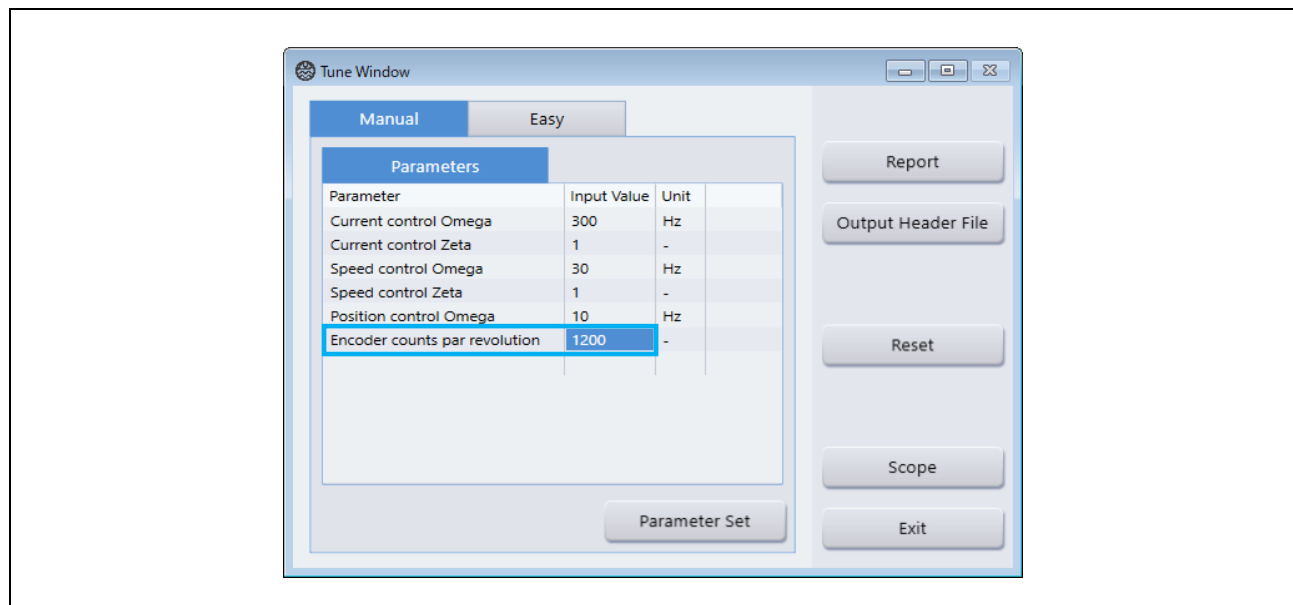 Tune Window
Manual Easy
Parameters
Parameter Input Value Unit
Current control Omega 300 Hz
Current control Zeta 1 -
Speed control Omega 30 Hz
Speed control Zeta 1 -
Position control Omega 10 Hz
Encoder counts par revolution 1200 -
Parameter Set
Report
Output Header File
Reset
Scope
Exit